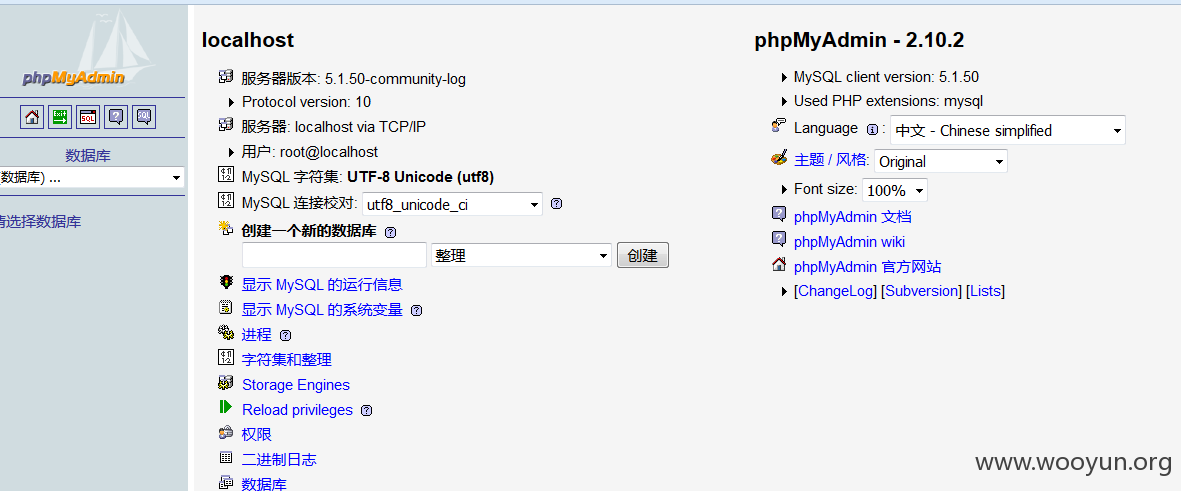 phpMyAdmin
数据库
(数据库) ...
请选择数据库
localhost
服务器版本: 5.1.50-community-log
Protocol version: 10
服务器: localhost via TCP/IP
用户: root@localhost
MySQL 字符集: UTF-8 Unicode (utf8)
MySQL 连接校对: utf8_unicode_ci
创建一个新的数据库
整理 创建
显示 MySQL 的运行信息
显示 MySQL 的系统变量
进程
字符集和整理
Storage Engines
Reload privileges
权限
二进制日志
数据库
phpMyAdmin - 2.10.2
MySQL client version: 5.1.50
Used PHP extensions: mysql
Language : 中文 - Chinese simplified
主题 / 风格: Original
Font size: 100%
phpMyAdmin 文档
phpMyAdmin wiki
phpMyAdmin 官方网站
[ChangeLog] [Subversion] [Lists]
www.wooyun.org